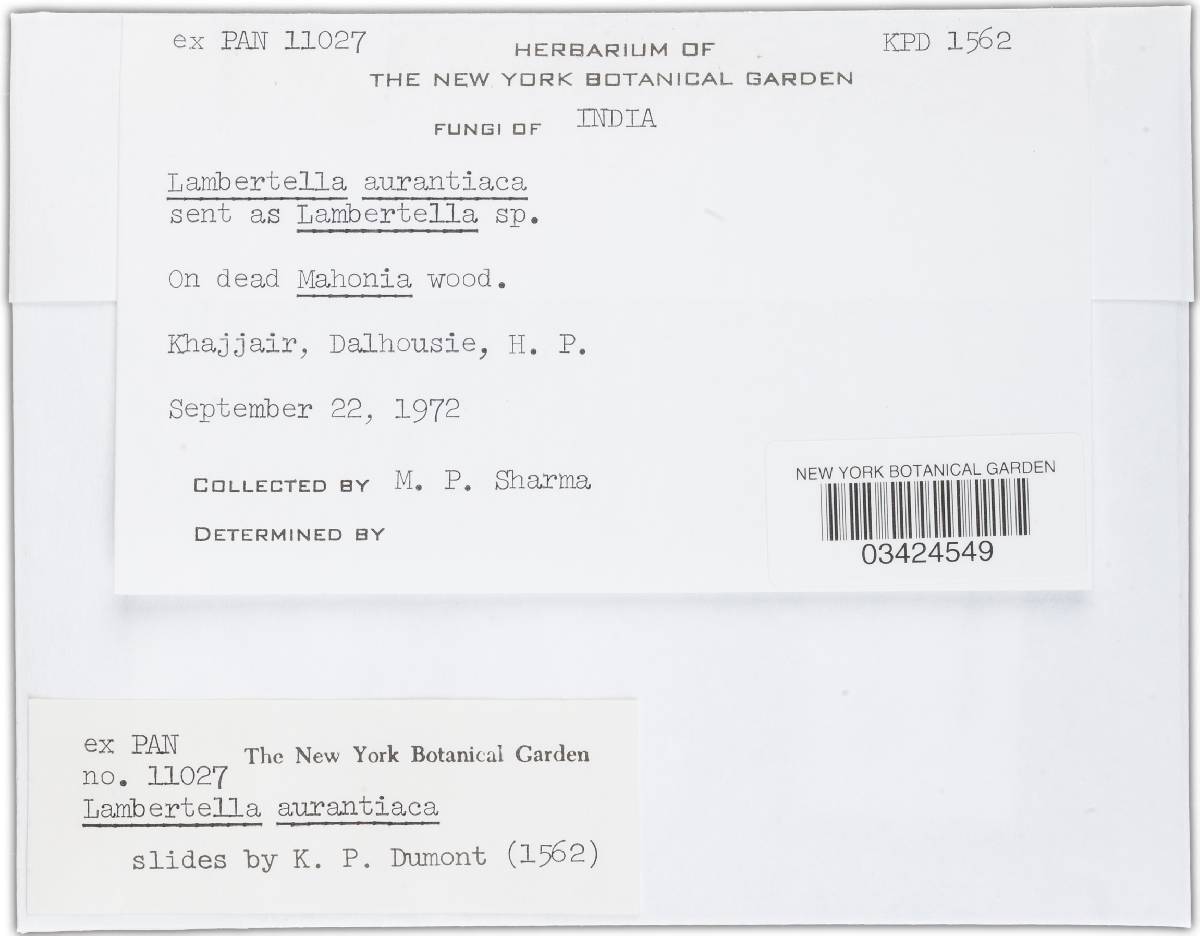 ex PAN 11027
HERBARIUM OF
KPD 1562
THE NEW YORK BOTANICAL GARDEN
FUNGI OF INDIA
Lambertella aurantiaca
sent as Lambertella sp.
On dead Mahonia wood.
Khajjair, Dalhousie, H. P.
September 22, 1972
COLLECTED BY M. P. Sharma
DETERMINED BY
NEW YORK BOTANICAL GARDEN
03424549
ex PAN
The New York Botanical Garden
no. 11027
Lambertella aurantiaca
slides by K. P. Dumont (1562)